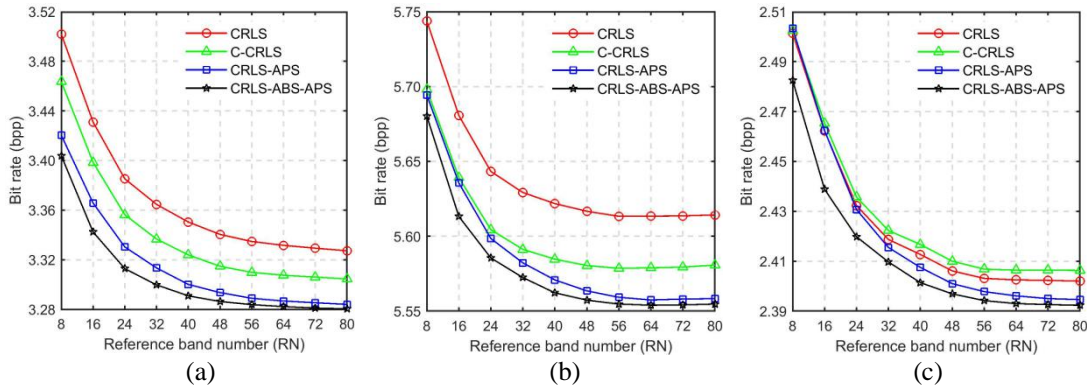 3.52
3.48
3.44
3.40
3.36
3.32
3.28
Bit rate (bpp)
CRLS
C-CRLS
CRLS-APS
CRLS-ABS-APS
8 16 24 32 40 48 56 64 72 80
Reference band number (RN)
(a)
5.75
5.70
5.65
5.60
5.55
Bit rate (bpp)
CRLS
C-CRLS
CRLS-APS
CRLS-ABS-APS
8 16 24 32 40 48 56 64 72 80
Reference band number (RN)
(b)
2.51
2.49
2.47
2.45
2.43
2.41
2.39
Bit rate (bpp)
CRLS
C-CRLS
CRLS-APS
CRLS-ABS-APS
8 16 24 32 40 48 56 64 72 80
Reference band number (RN)
(c)